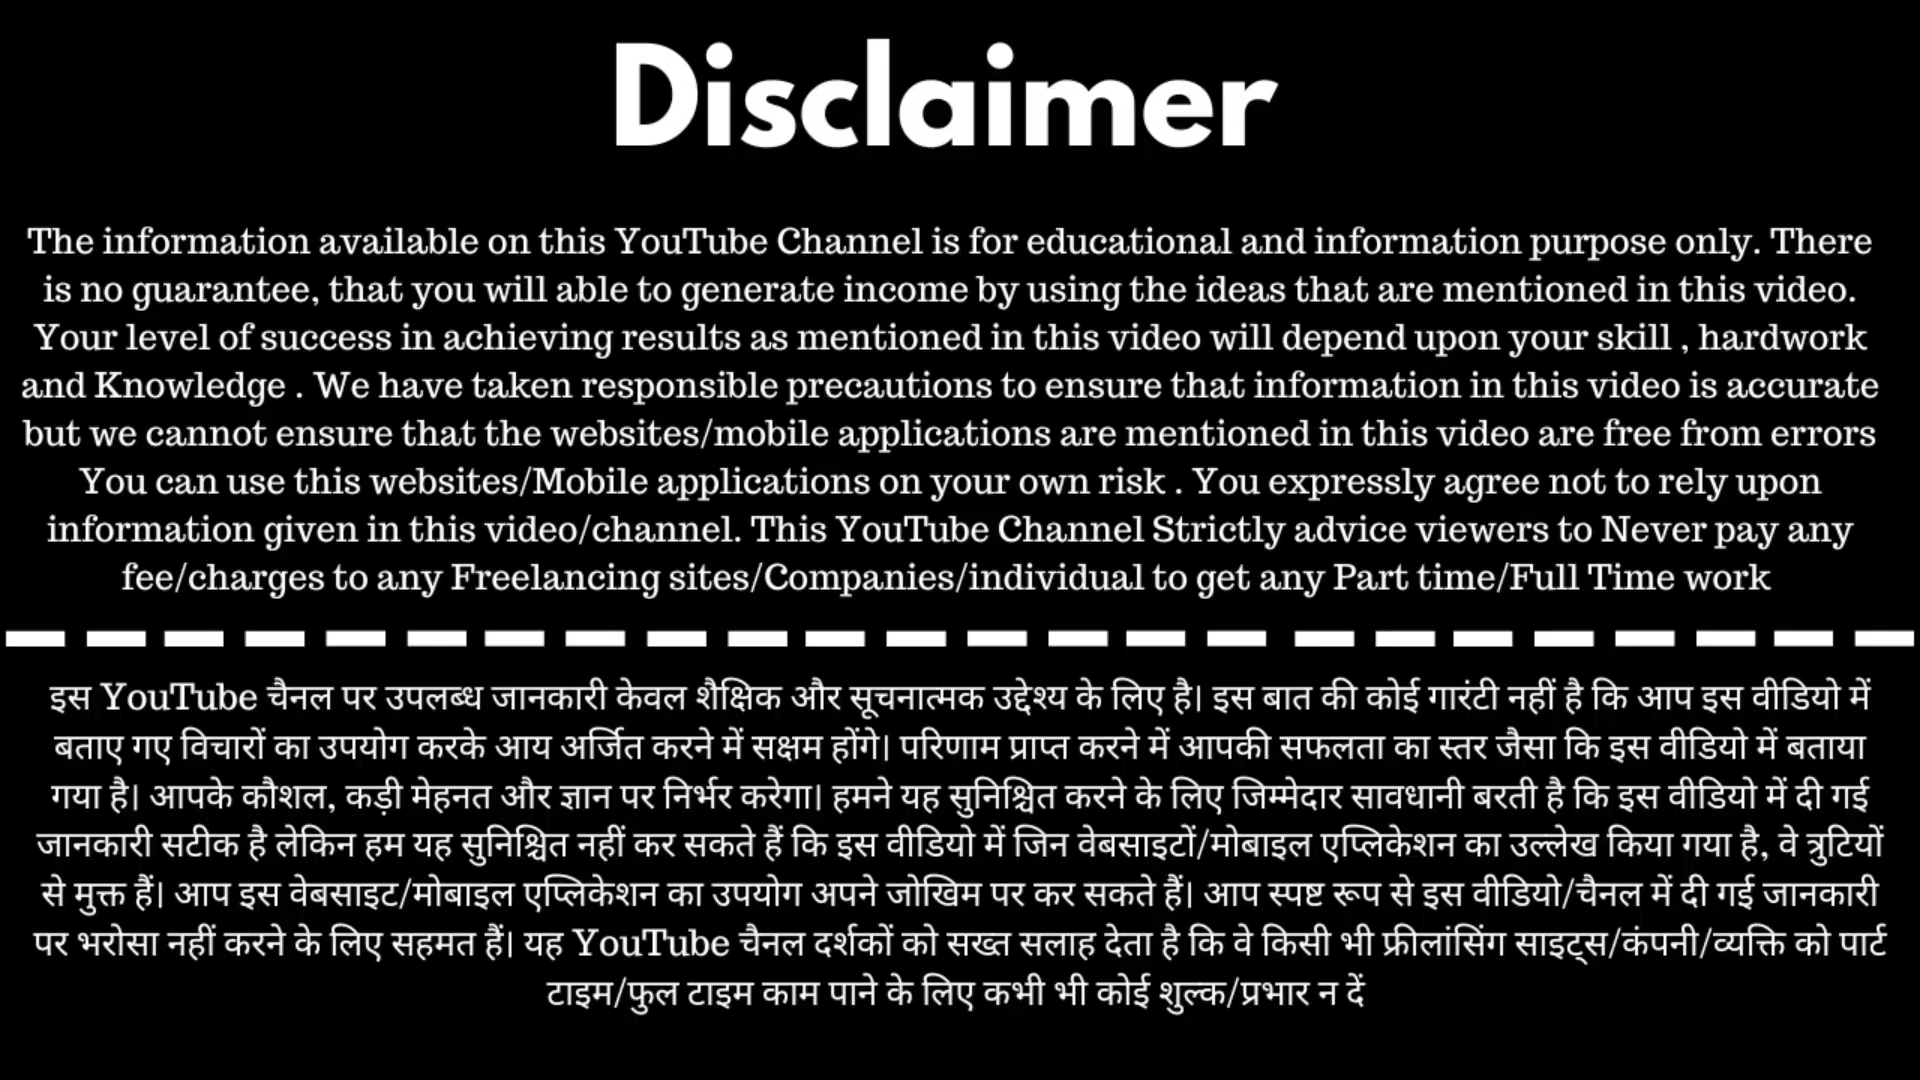 Disclaimer
The information available on this YouTube Channel is for educational and information purpose only. There
is no guarantee, that you will able to generate income by using the ideas that are mentioned in this video.
Your level of success in achieving results as mentioned in this video will depend upon your skill , hardwork
and Knowledge . We have taken responsible precautions to ensure that information in this video is accurate
but we cannot ensure that the websites/mobile applications are mentioned in this video are free from errors
You can use this websites/Mobile applications on your own risk . You expressly agree not to rely upon
information given in this video/channel. This YouTube Channel Strictly advice viewers to Never pay any
fee/charges to any Freelancing sites/Companies/individual to get any Part time/Full Time work
इस YouTube चैनल पर उपलब्ध जानकारी केवल शैक्षिक और सूचनात्मक उद्देश्य के लिए है। इस बात की कोई गारंटी नहीं है कि आप इस वीडियो में
बताए गए विचारों का उपयोग करके आय अर्जित करने में सक्षम होंगे। परिणाम प्राप्त करने में आपकी सफलता का स्तर जैसा कि इस वीडियो में बताया
गया है। आपके कौशल, कड़ी मेहनत और ज्ञान पर निर्भर करेगा। हमने यह सुनिश्चित करने के लिए जिम्मेदार सावधानी बरती है कि इस वीडियो में दी गई
जानकारी सटीक है लेकिन हम यह सुनिश्चित नहीं कर सकते हैं कि इस वीडियो में जिन वेबसाइटों/मोबाइल एप्लिकेशन का उल्लेख किया गया है, वे त्रुटियों
से मुक्त हैं। आप इस वेबसाइट/मोबाइल एप्लिकेशन का उपयोग अपने जोखिम पर कर सकते हैं। आप स्पष्ट रूप से इस वीडियो/चैनल में दी गई जानकारी
पर भरोसा नहीं करने के लिए सहमत हैं। यह YouTube चैनल दर्शकों को सख्त सलाह देता है कि वे किसी भी फ्रीलांसिंग साइट्स/कंपनी/व्यक्ति को पार्ट
टाइम/फुल टाइम काम पाने के लिए कभी भी कोई शुल्क/प्रभार न दें